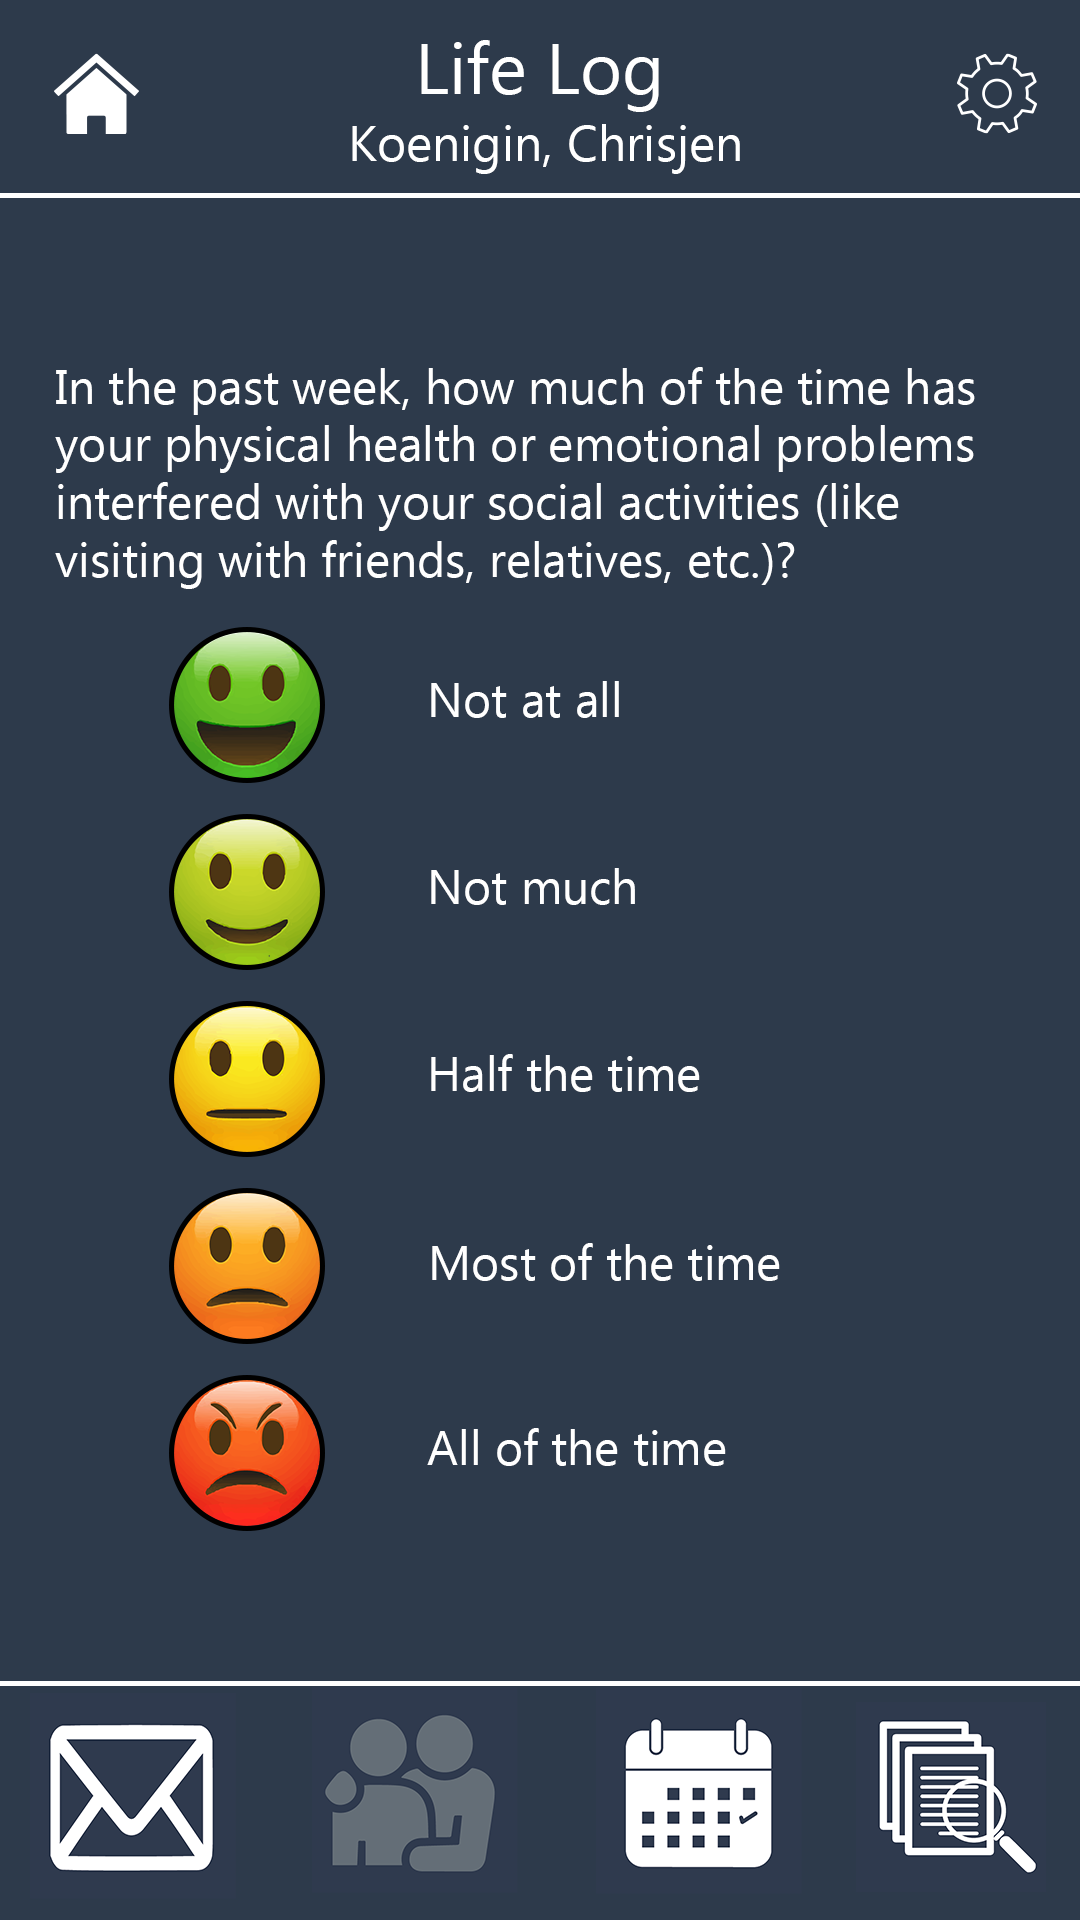 Life Log
Koenigin, Chrisjen
In the past week, how much of the time has
your physical health or emotional problems
interfered with your social activities (like
visiting with friends, relatives, etc.)?
Not at all
Not much
Half the time
Most of the time
All of the time